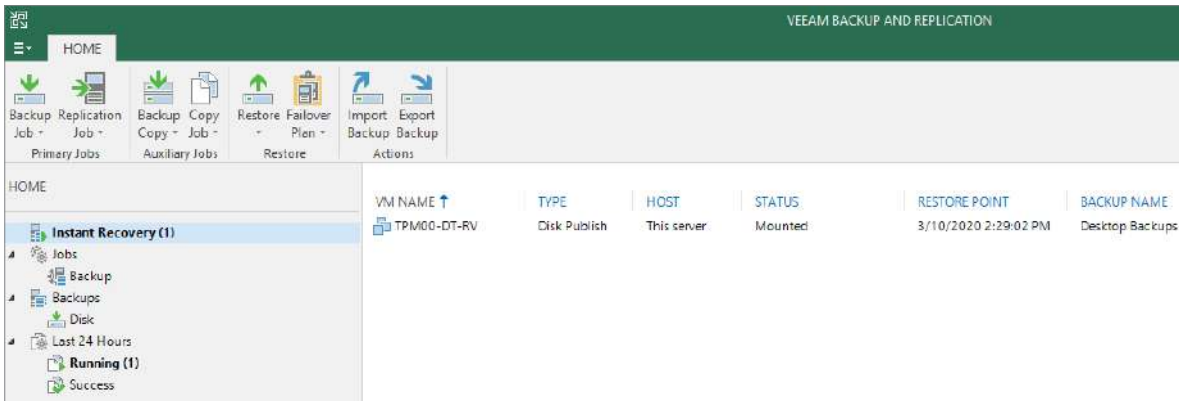 VEEAM BACKUP AND REPLICATION
HOME
Backup Replication Backup Copy Restore Failover Import Export
Job Job Copy Job Plan Backup Backup
Primary Jobs Auxiliary Jobs Restore Actions
HOME
VM NAME TYPE HOST STATUS RESTORE POINT BACKUP NAME
TPM00-DT-RV Disk Publish This server Mounted 3/10/2020 2:29:02 PM Desktop Backups
Instant Recovery (1)
Jobs
Backup
Backups
Disk
Last 24 Hours
Running (1)
Success